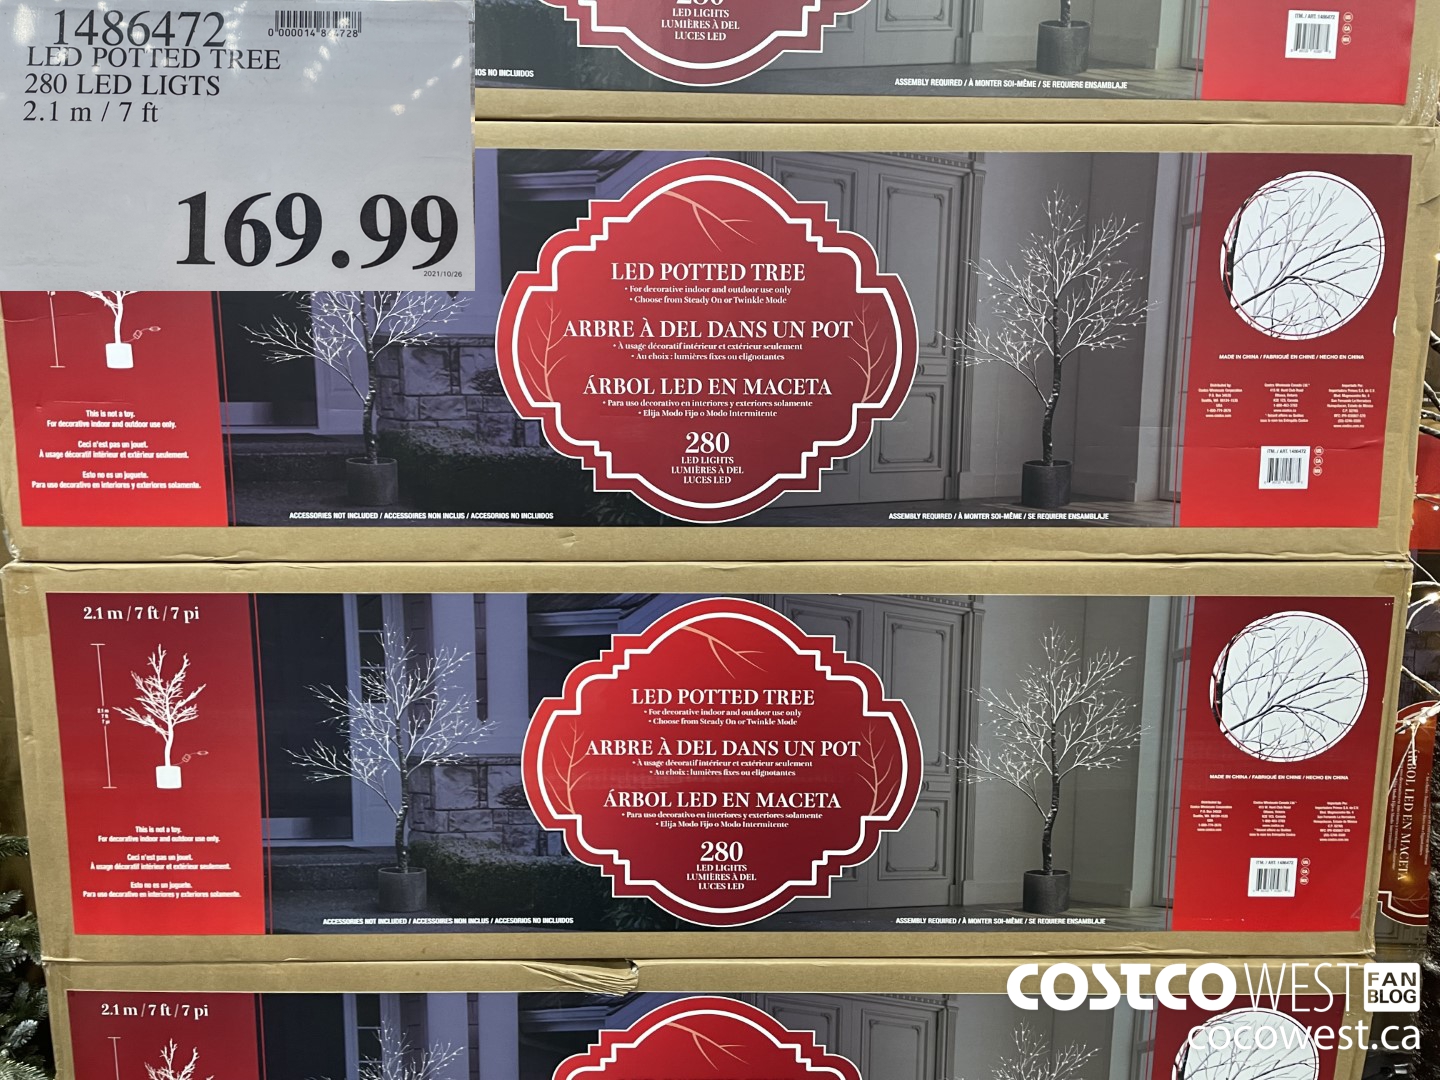 1486472
0"000014"864728"
LED POTTED TREE
280 LED LIGTS
2.1 m / 7 ft
169.99
2021/10/26
LED LIGHTS
LUMIÈRES À DEL
LUCES LED
ASSEMBLY REQUIRED / À MONTER SOI-MÊME / SE REQUIERE ENSAMBLAJE
ITM. / ART. 1486472
LED POTTED TREE
• For decorative indoor and outdoor use only
• Choose from Steady On or Twinkle Mode
ARBRE À DEL DANS UN POT
• À usage décoratif intérieur et extérieur seulement
• Au choix : lumières fixes ou clignotantes
ÁRBOL LED EN MACETA
• Para uso decorativo en interiores y exteriores solamente
• Elija Modo Fijo o Modo Intermitente
280
LED LIGHTS
LUMIÈRES À DEL
LUCES LED
This is not a toy.
For decorative indoor and outdoor use only.
Ceci n'est pas un jouet.
À usage décoratif intérieur et extérieur seulement.
Esto no es un juguete.
Para uso decorativo en interiores y exteriores solamente.
ACCESSORIES NOT INCLUDED / ACCESSOIRES NON INCLUS / ACCESORIOS NO INCLUIDOS
ASSEMBLY REQUIRED / À MONTER SOI-MÊME / SE REQUIERE ENSAMBLAJE
MADE IN CHINA / FABRIQUÉ EN CHINE / HECHO EN CHINA
ITM. / ART. 1486472
2.1 m / 7 ft / 7 pi
LED POTTED TREE
• For decorative indoor and outdoor use only
• Choose from Steady On or Twinkle Mode
ARBRE À DEL DANS UN POT
• À usage décoratif intérieur et extérieur seulement
• Au choix : lumières fixes ou clignotantes
ÁRBOL LED EN MACETA
• Para uso decorativo en interiores y exteriores solamente
• Elija Modo Fijo o Modo Intermitente
280
LED LIGHTS
LUMIÈRES À DEL
LUCES LED
This is not a toy.
For decorative indoor and outdoor use only.
Ceci n'est pas un jouet.
À usage décoratif intérieur et extérieur seulement.
Esto no es un juguete.
Para uso decorativo en interiores y exteriores solamente.
ACCESSORIES NOT INCLUDED / ACCESSOIRES NON INCLUS / ACCESORIOS NO INCLUIDOS
ASSEMBLY REQUIRED / À MONTER SOI-MÊME / SE REQUIERE ENSAMBLAJE
MADE IN CHINA / FABRIQUÉ EN CHINE / HECHO EN CHINA
ITM. / ART. 1486472
ÁRBOL LED EN MACETA
2.1 m / 7 ft / 7 pi
COSTCO WEST FAN BLOG
cocowest.ca